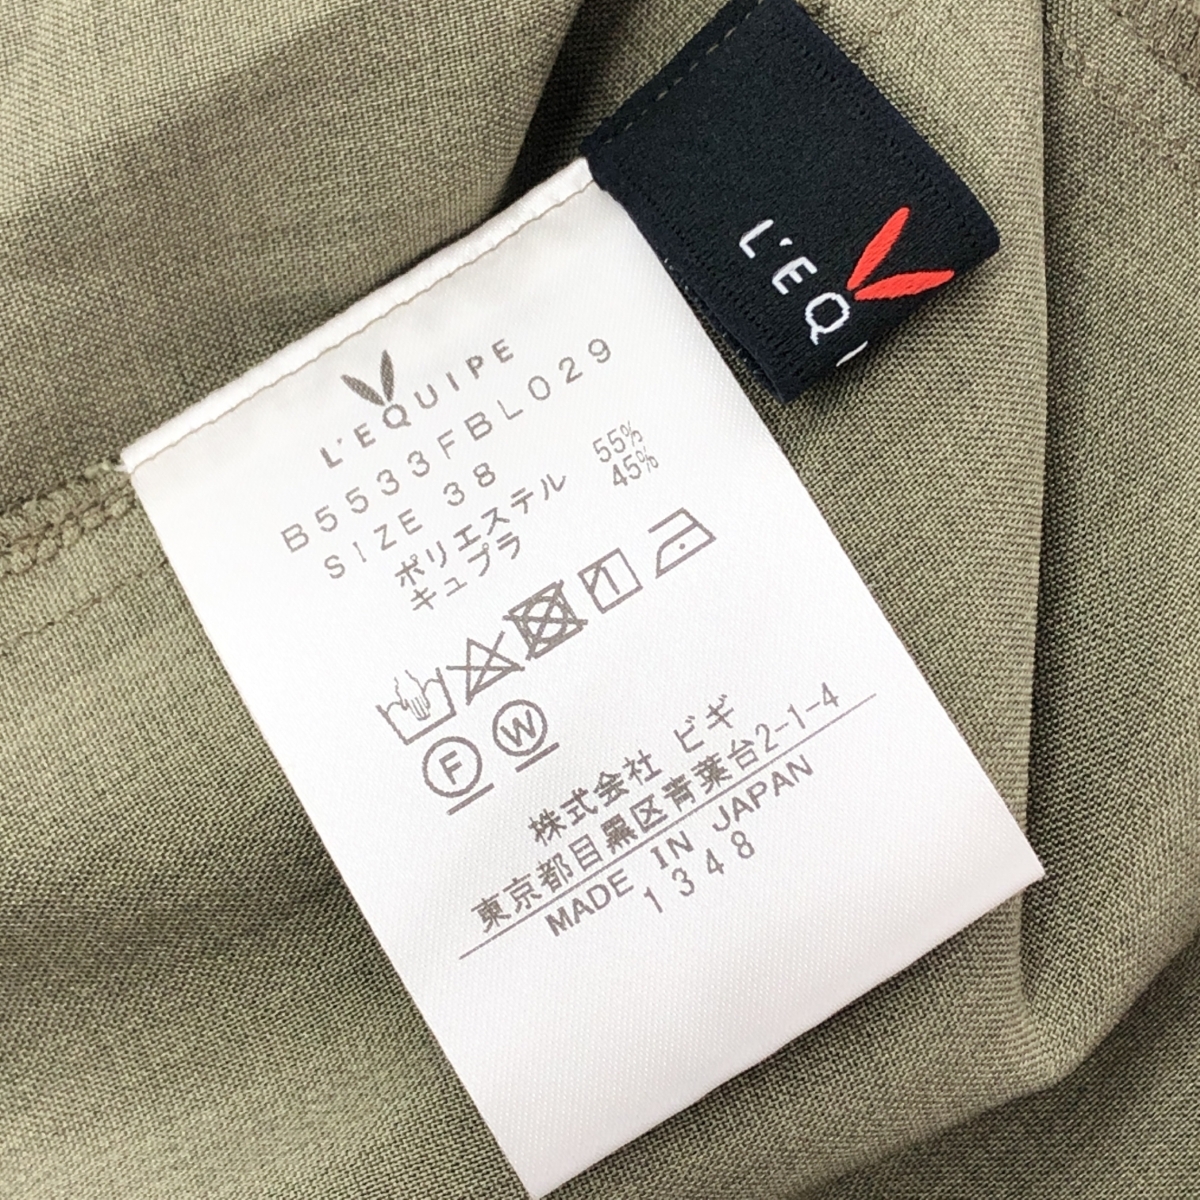 L'EQ
L'EQUIPE
B5533FBL029
SIZE 38
ポリエステル 55%
キュプラ 45%
F W
株式会社 ビギ
東京都目黒区青葉台2-1-4
MADE IN JAPAN
1348